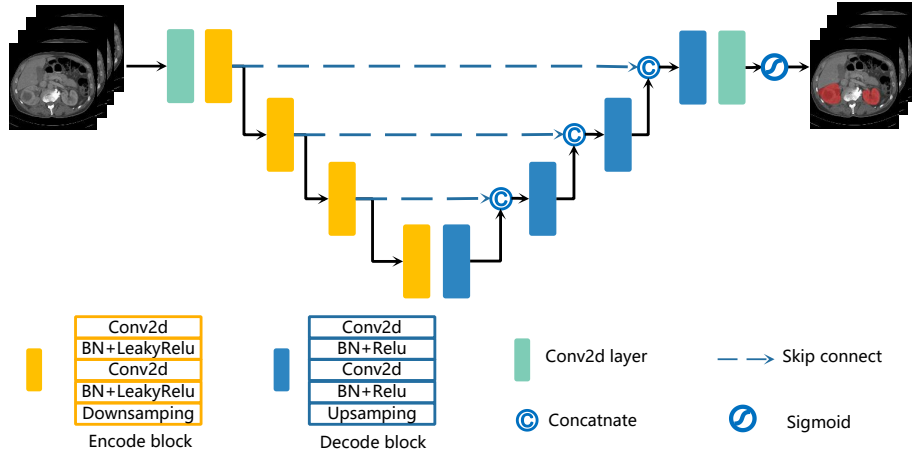 C
C
C
Conv2d
BN+LeakyRelu
Conv2d
BN+LeakyRelu
Downsamping
Encode block
Conv2d
BN+Relu
Conv2d
BN+Relu
Upsamping
Decode block
Conv2d layer
Skip connect
C Concatnate
Sigmoid